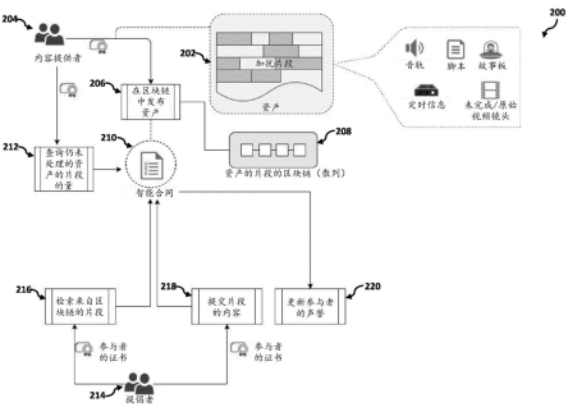 200
204
内容提供者
202
加扰片段
资产
音轨
脚本
故事板
定时信息
未完成/原始
视频镜头
206
在区块链
中发布
资产
208
资产的片段的区块链（散列）
210
智能合同
212
查询仍未
处理的资
产的片段
的量
216
检索来自区
块链的片段
218
提交片段
的内容
220
更新参与者
的声誉
参与者
的证书
参与者
的证书
214
提倡者